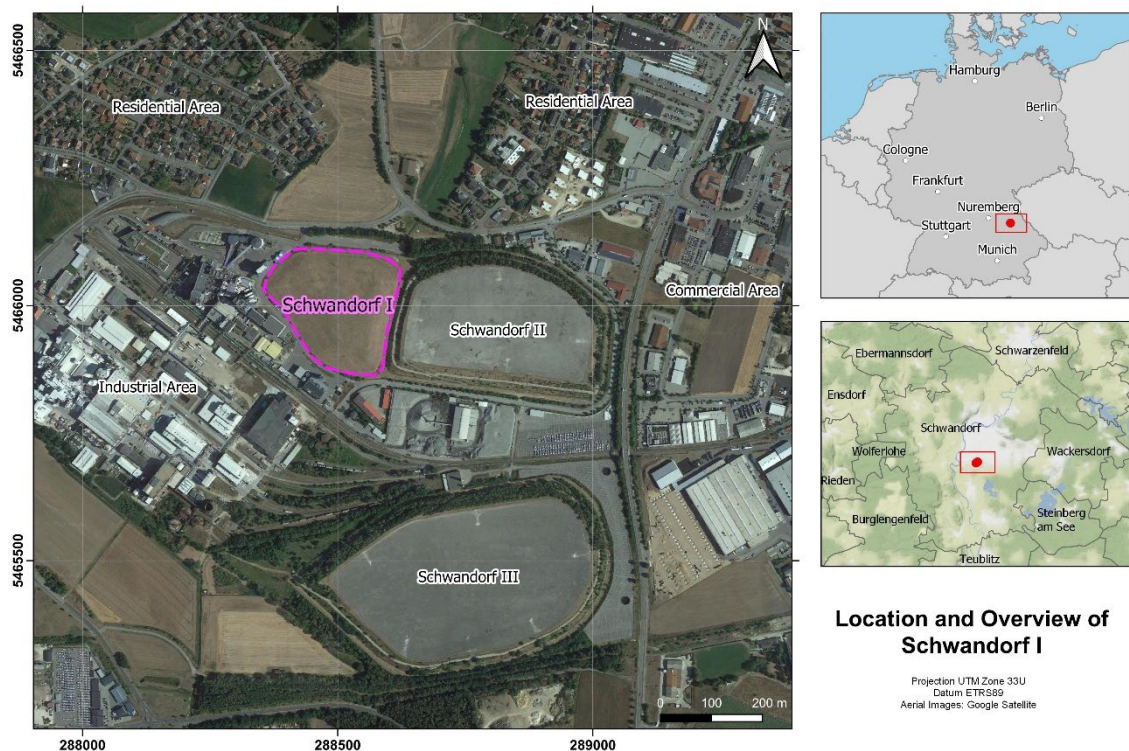 5466500
5466000
5465500
288000
288500
289000
N
Residential Area
Residential Area
Schwandorf I
Schwandorf II
Commercial Area
Industrial Area
Schwandorf III
0 100 200 m
Hamburg
Berlin
Cologne
Frankfurt
Nuremberg
Stuttgart
Munich
Ebermannsdorf
Schwarzenfeld
Ensdorf
Schwandorf
Wolferlohe
Wackersdorf
Rieden
Burglengenfeld
Steinberg
am See
Teublitz
Location and Overview of
Schwandorf I
Projection UTM Zone 33U
Datum ETRS89
Aerial Images: Google Satellite